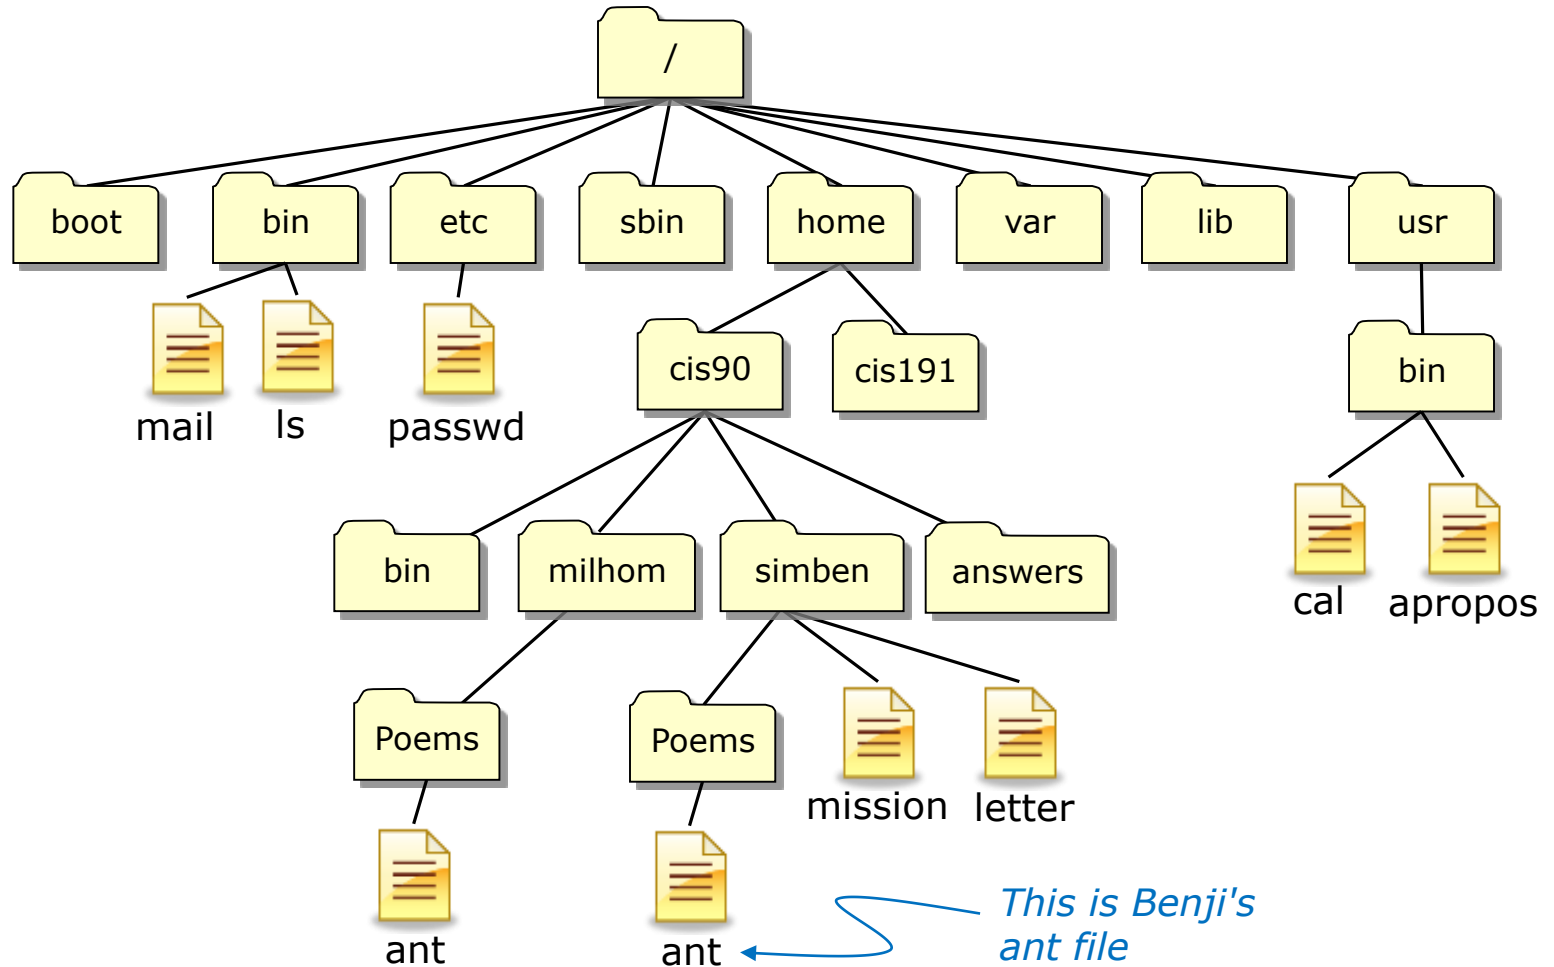 /
boot
bin
etc
sbin
home
var
lib
usr
mail
ls
passwd
cis90
cis191
bin
cal
apropos
bin
milhom
simben
answers
Poems
Poems
mission
letter
ant
ant
This is Benji's
ant file